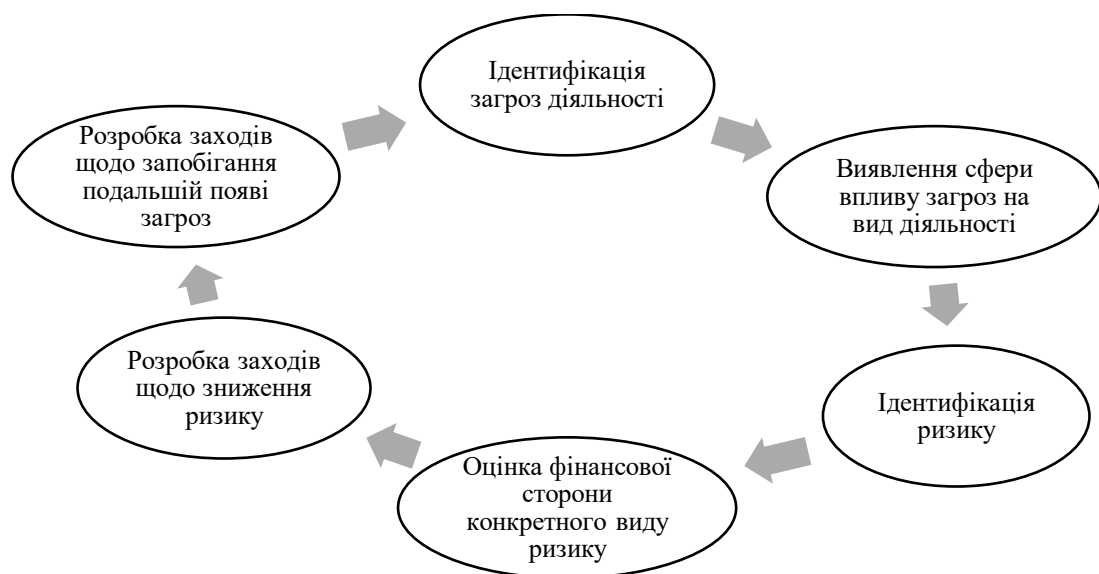 Ідентифікація
загроз діяльності
Виявлення сфери
впливу загроз на
вид діяльності
Ідентифікація
ризику
Оцінка фінансової
сторони
конкретного виду
ризику
Розробка заходів
щодо зниження
ризику
Розробка заходів
щодо запобігання
подальшій появі
загроз